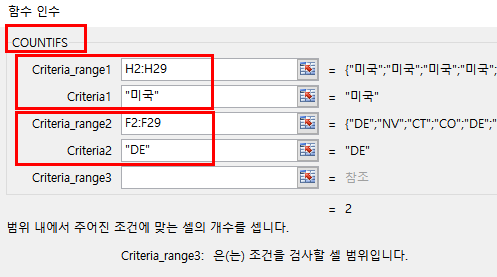 함수 인수
COUNTIFS
Criteria_range1 H2:H29 = {"미국";"미국";"미국";"미국";
Criteria1 "미국" = "미국"
Criteria_range2 F2:F29 = {"DE";"NV";"CT";"CO";"DE";"
Criteria2 "DE" = "DE"
Criteria_range3 = 참조
= 2
범위 내에서 주어진 조건에 맞는 셀의 개수를 셉니다.
Criteria_range3: 은(는) 조건을 검사할 셀 범위입니다.